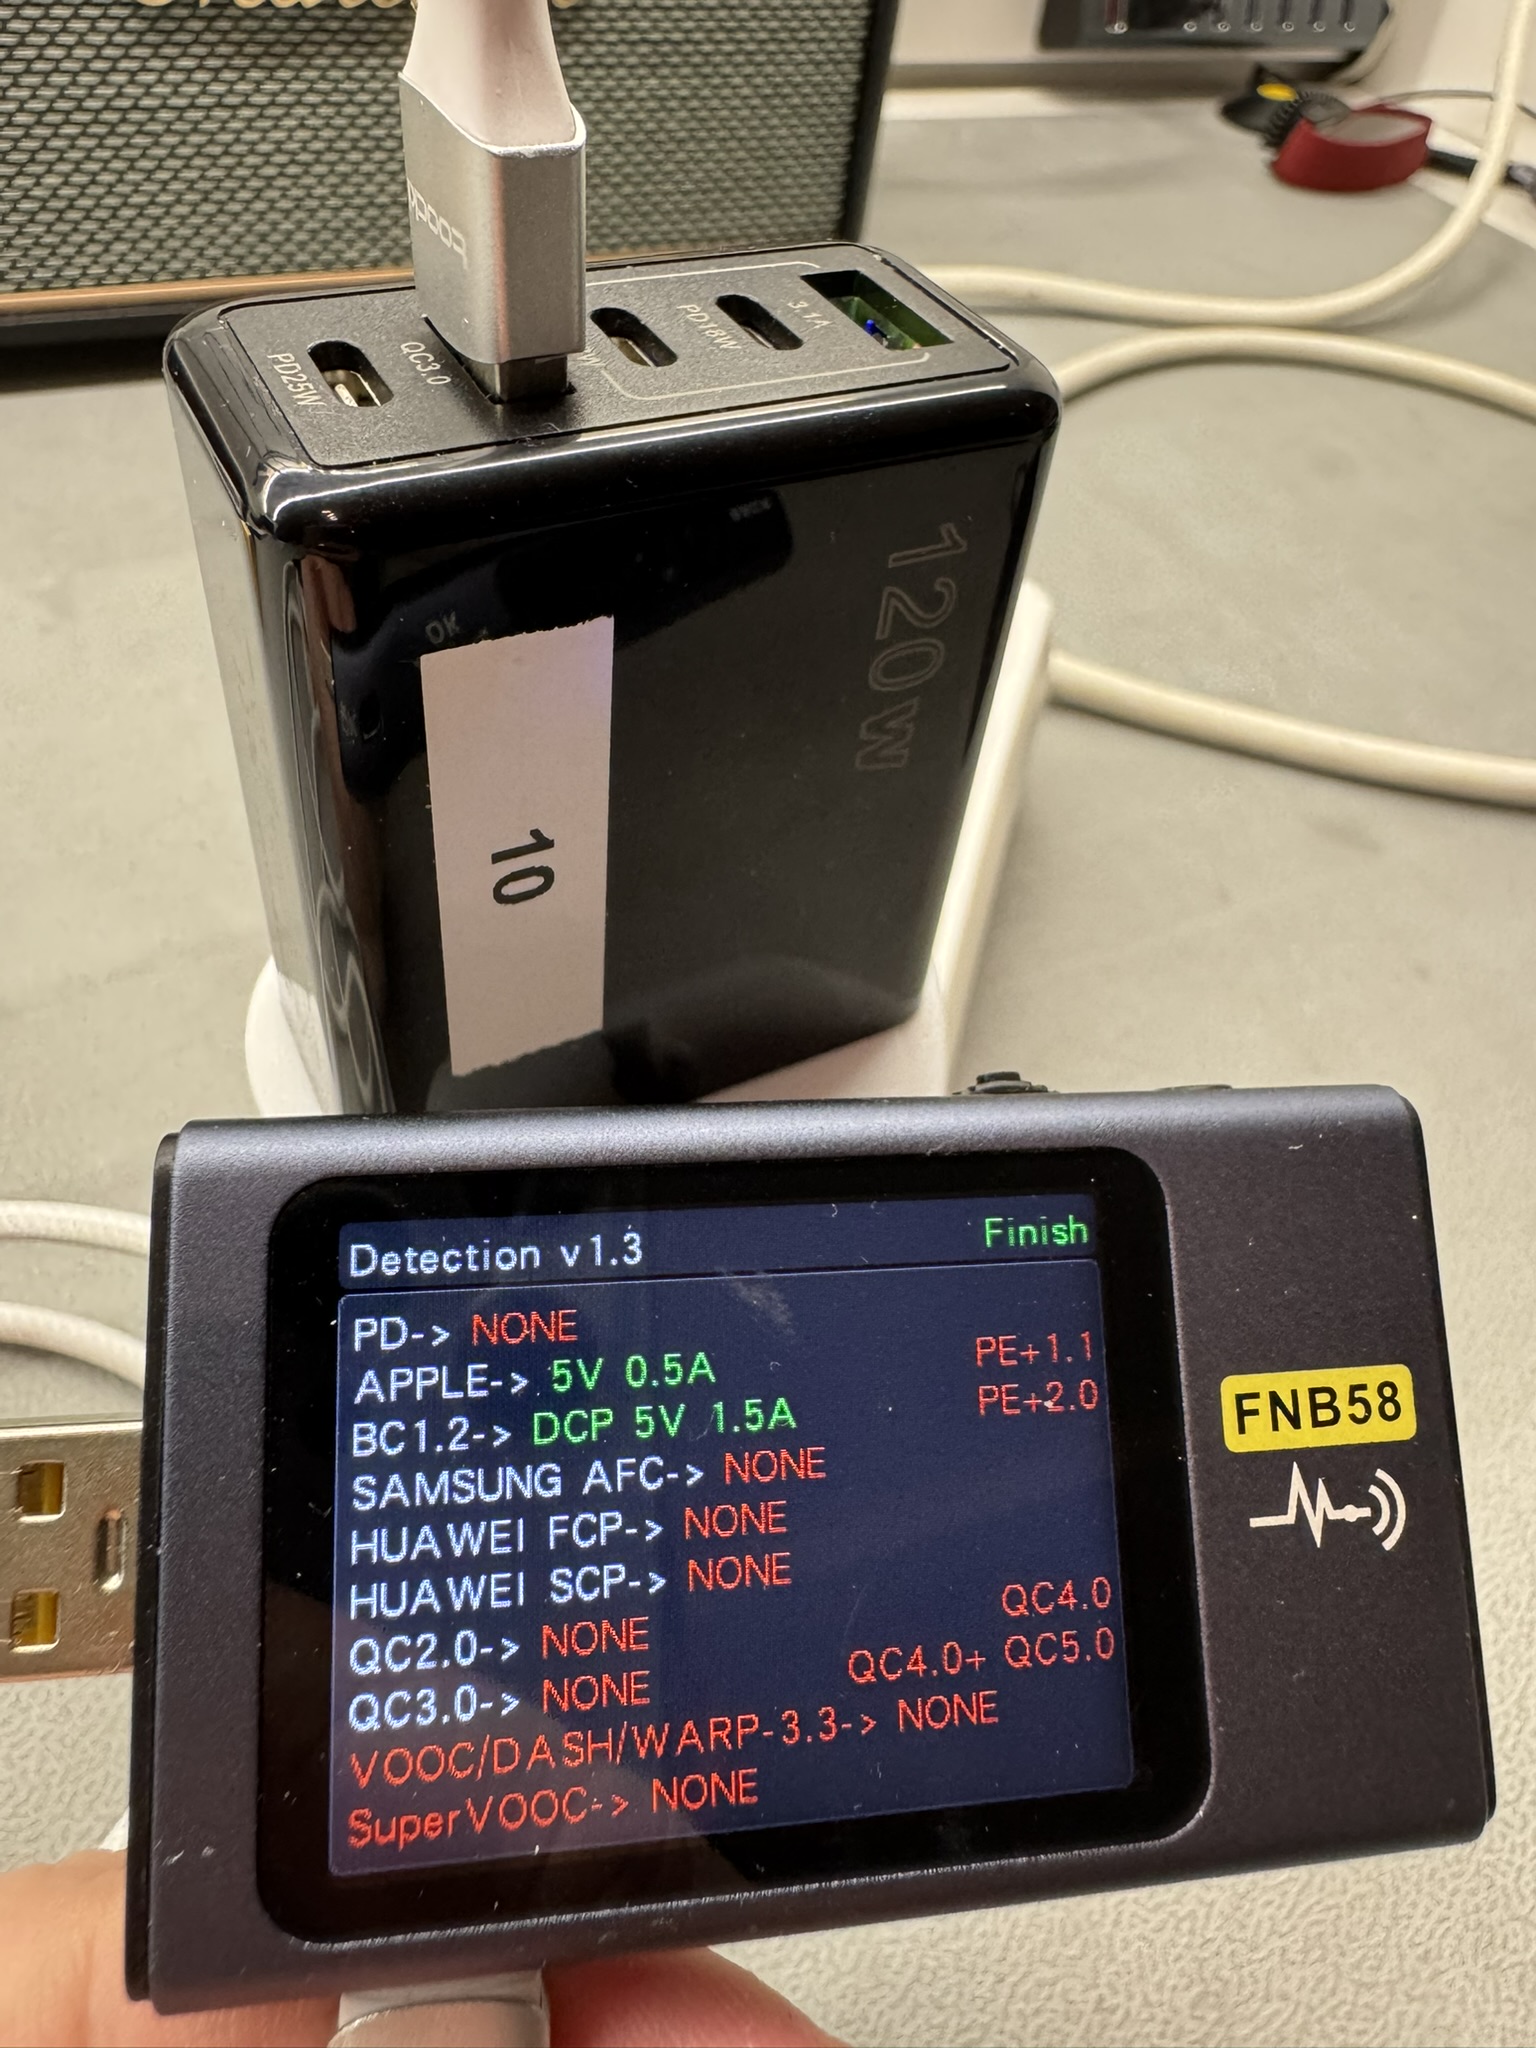 PD25W
QC3.0
PD18W
3.1A
120W
OK
10
Detection v1.3
Finish
PD-> NONE
APPLE-> 5V 0.5A
PE+1.1
BC1.2-> DCP 5V 1.5A
PE+2.0
SAMSUNG AFC-> NONE
HUAWEI FCP-> NONE
HUAWEI SCP-> NONE
QC4.0
QC2.0-> NONE
QC4.0+ QC5.0
QC3.0-> NONE
VOOC/DASH/WARP-3.3-> NONE
SuperVOOC-> NONE
FNB58